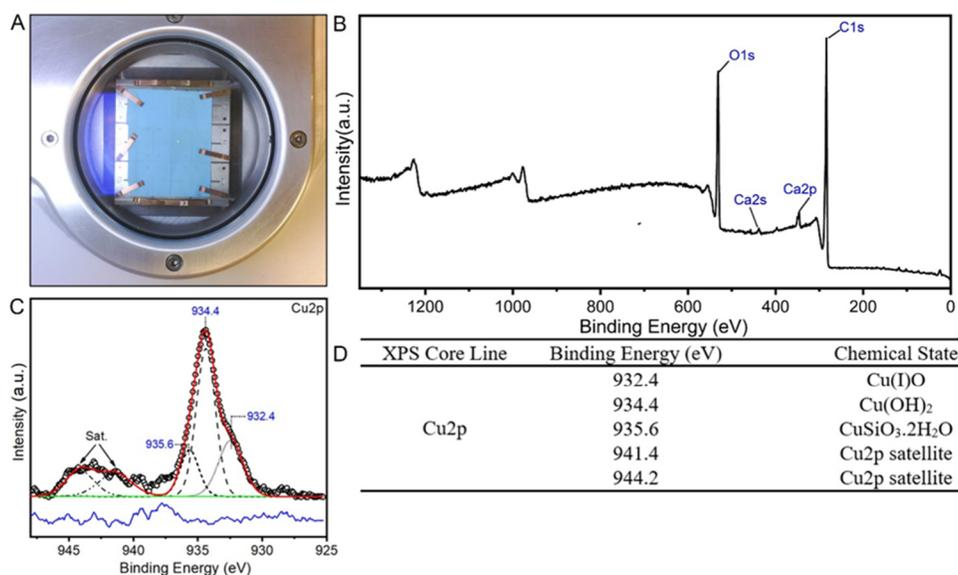 A
B
C1s
O1s
Ca2s
Ca2p
Intensity(a.u.)
1200 1000 800 600 400 200 0
Binding Energy (eV)
C
Cu2p
934.4
932.4
935.6
Sat.
Intensity (a.u.)
945 940 935 930 925
Binding Energy (eV)
D
XPS Core Line Binding Energy (eV) Chemical State
932.4 Cu(I)O
934.4 Cu(OH)₂
Cu2p 935.6 CuSiO₃.2H₂O
941.4 Cu2p satellite
944.2 Cu2p satellite